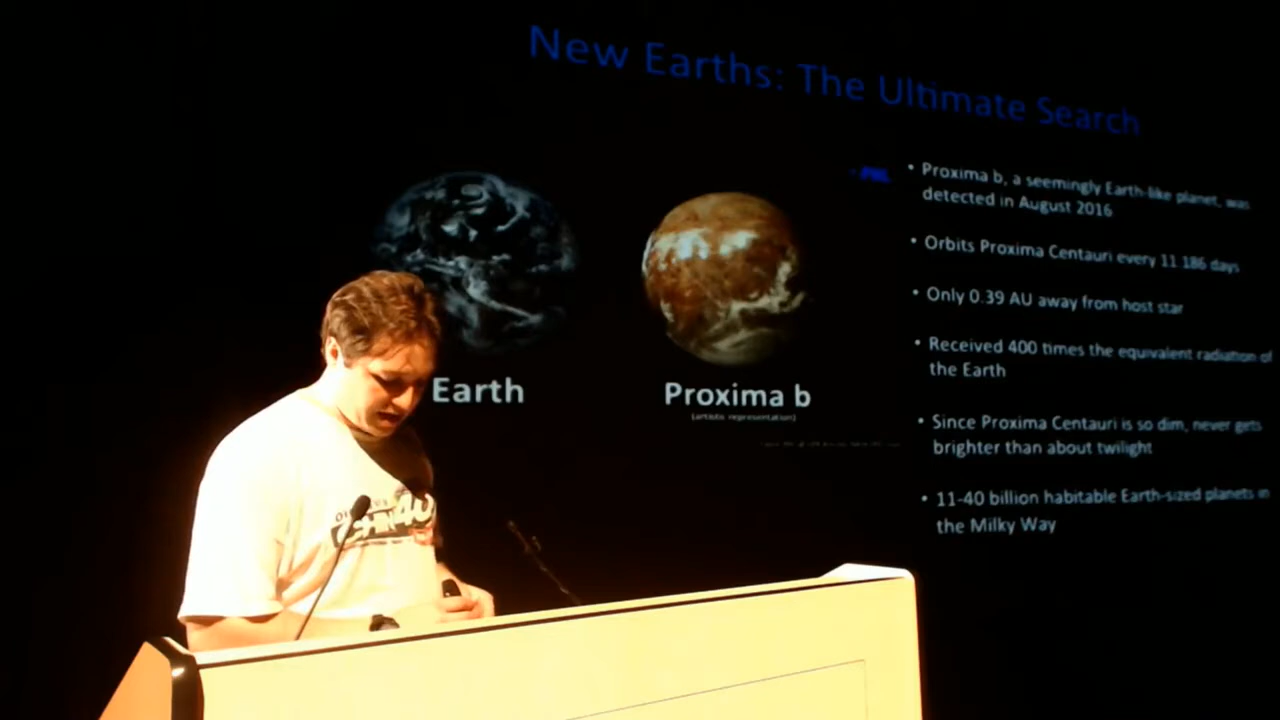 New Earths: The Ultimate Search
• Proxima b, a seemingly Earth-like planet, was
detected in August 2016
• Orbits Proxima Centauri every 11.186 days
• Only 0.39 AU away from host star
• Received 400 times the equivalent radiation of
the Earth
• Since Proxima Centauri is so dim, never gets
brighter than about twilight
• 11-40 billion habitable Earth-sized planets in
the Milky Way
Earth
Proxima b
(artistic representation)